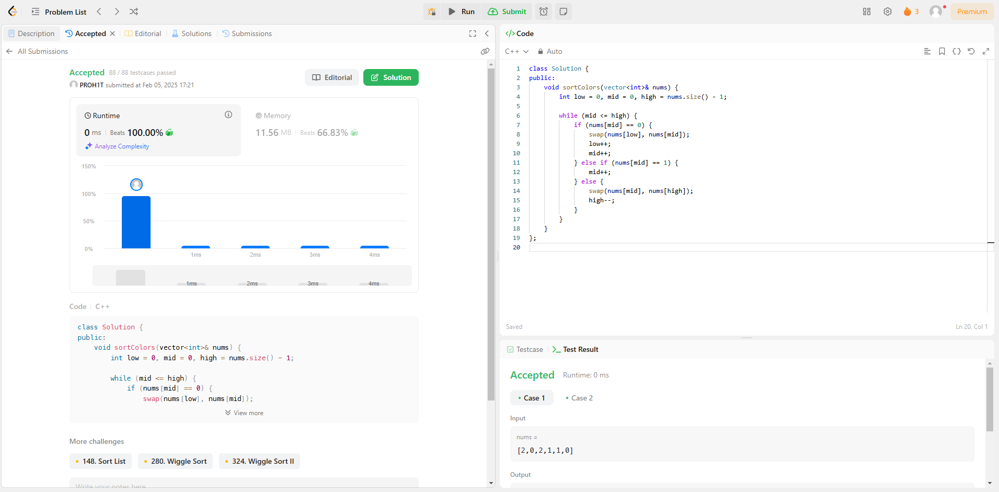 Problem List
Run
Submit
3
Premium
Description
Accepted
Editorial
Solutions
Submissions
All Submissions
Accepted 88 / 88 testcases passed
PROH1T submitted at Feb 05, 2025 17:21
Editorial
Solution
Runtime
0 ms Beats 100.00%
Analyze Complexity
Memory
11.56 MB Beats 66.83%
150%
100%
50%
0%
1ms 2ms 3ms 4ms
1ms 2ms 3ms 4ms
Code C++
class Solution {
public:
    void sortColors(vector<int>& nums) {
        int low = 0, mid = 0, high = nums.size() - 1;
        while (mid <= high) {
            if (nums[mid] == 0) {
                swap(nums[low], nums[mid]);
View more
More challenges
148. Sort List
280. Wiggle Sort
324. Wiggle Sort II
Write your notes here
</> Code
C++ Auto
1 class Solution {
2 public:
3     void sortColors(vector<int>& nums) {
4         int low = 0, mid = 0, high = nums.size() - 1;
5
6         while (mid <= high) {
7             if (nums[mid] == 0) {
8                 swap(nums[low], nums[mid]);
9                 low++;
10                 mid++;
11             } else if (nums[mid] == 1) {
12                 mid++;
13             } else {
14                 swap(nums[mid], nums[high]);
15                 high--;
16             }
17         }
18     }
19 };
20
Saved
Ln 20, Col 1
Testcase
Test Result
Accepted Runtime: 0 ms
Case 1
Case 2
Input
nums =
[2,0,2,1,1,0]
Output